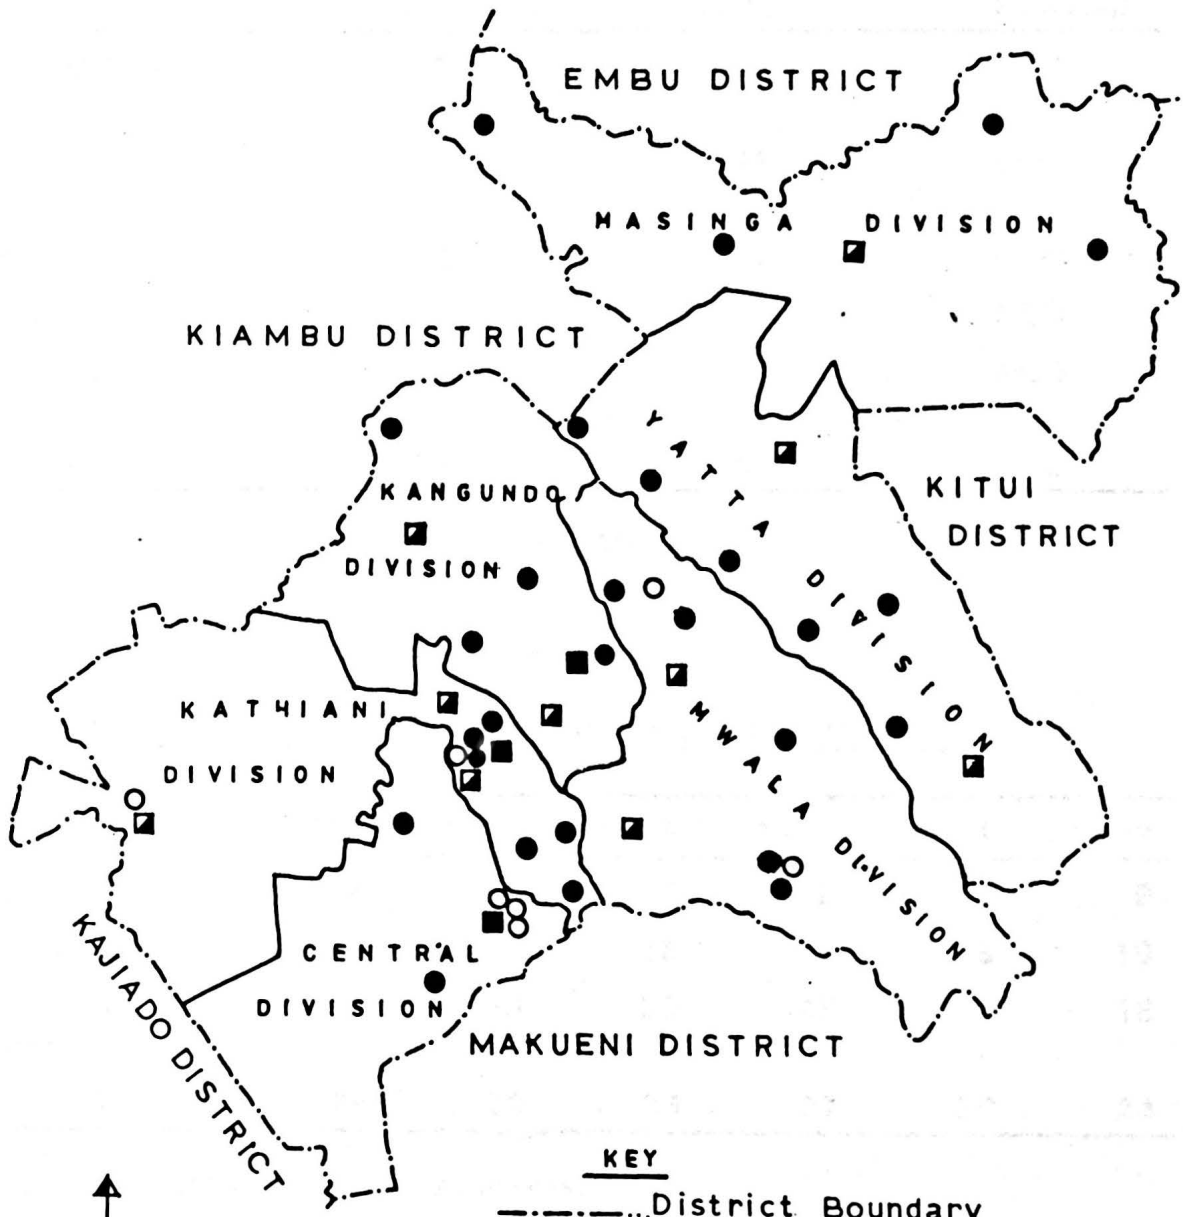 EMBU DISTRICT
MASINGA DIVISION
KIAMBU DISTRICT
YATTA DIVISION
KANGUNDO
DIVISION
KITUI
DISTRICT
KATHIANI
DIVISION
MWALA DIVISION
CENTRAL
DIVISION
KAJIADO DISTRICT
MAKUENI DISTRICT
KEY
District Boundary